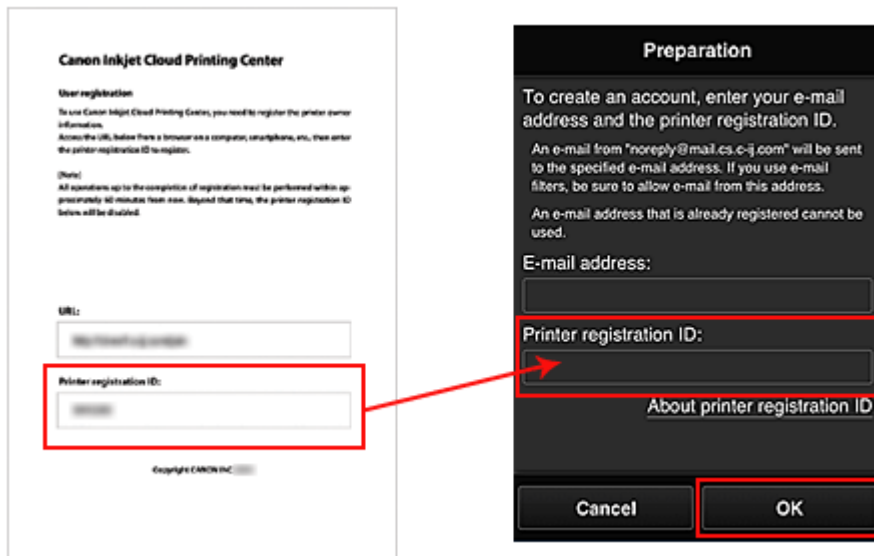 Canon Inkjet Cloud Printing Center
User registration
To use Canon Inkjet Cloud Printing Center, you need to register the printer owner
information.
Access the URL below from a browser on a computer, smartphone, etc., then enter
the printer registration ID to register.
[Note]
All operations up to the completion of registration must be performed within ap-
proximately 60 minutes from now. Beyond that time, the printer registration ID
below will be disabled.
URL:
Printer registration ID:
Copyright CANON INC
Preparation
To create an account, enter your e-mail
address and the printer registration ID.
An e-mail from "noreply@mail.cs.c-ij.com" will be sent
to the specified e-mail address. If you use e-mail
filters, be sure to allow e-mail from this address.
An e-mail address that is already registered cannot be
used.
E-mail address:
Printer registration ID:
About printer registration ID
Cancel
OK